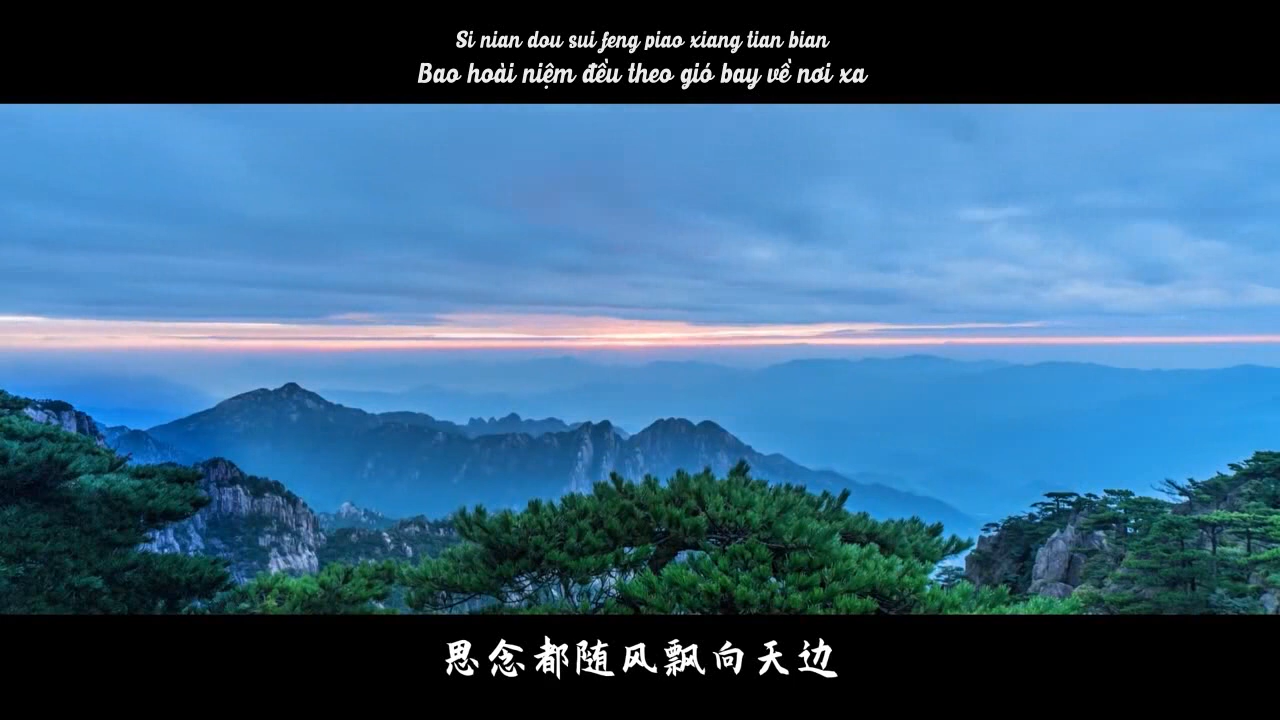 Si nian dou sui feng piao xiang tian bian
Bao hoài niệm đều theo gió bay về nơi xa
思念都随风飘向天边